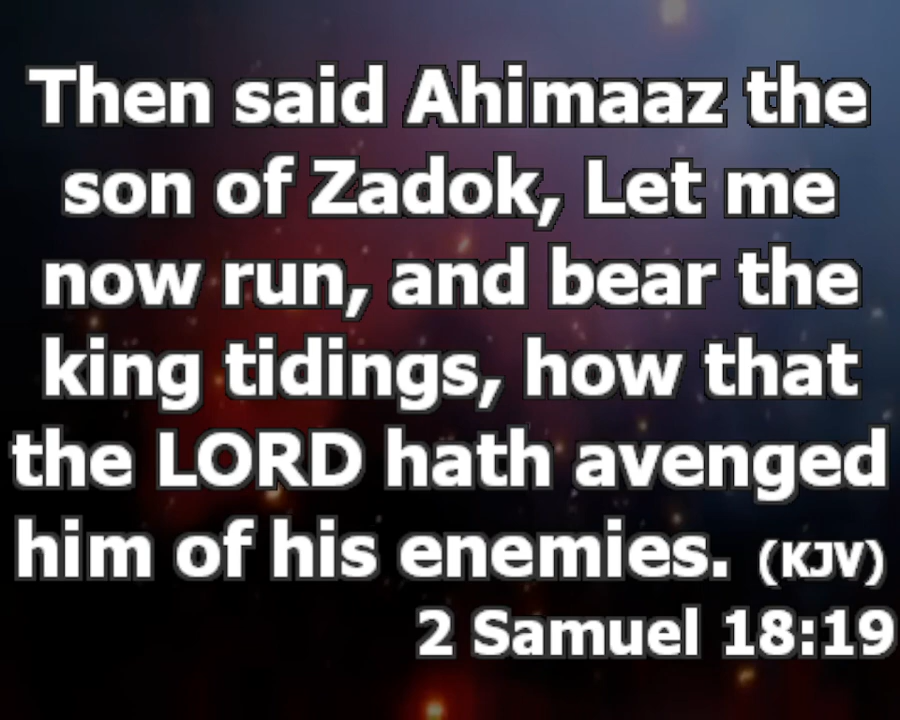 Then said Ahimaaz the
son of Zadok, Let me
now run, and bear the
king tidings, how that
the LORD hath avenged
him of his enemies. (KJV)
2 Samuel 18:19